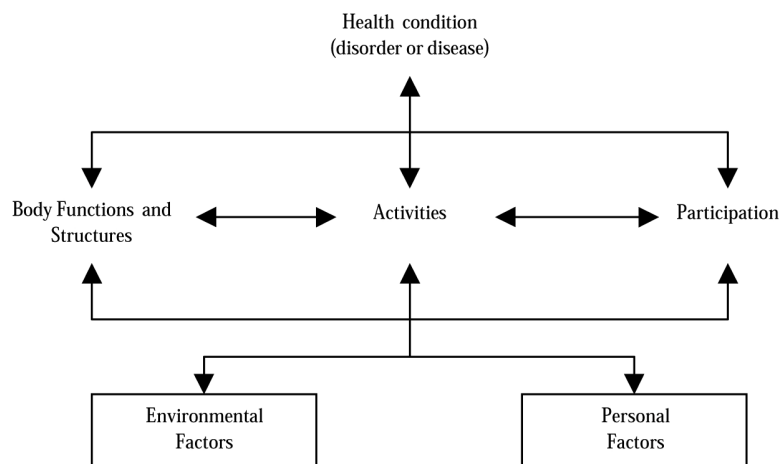 Health condition
(disorder or disease)
Body Functions and
Structures
Activities
Participation
Environmental
Factors
Personal
Factors